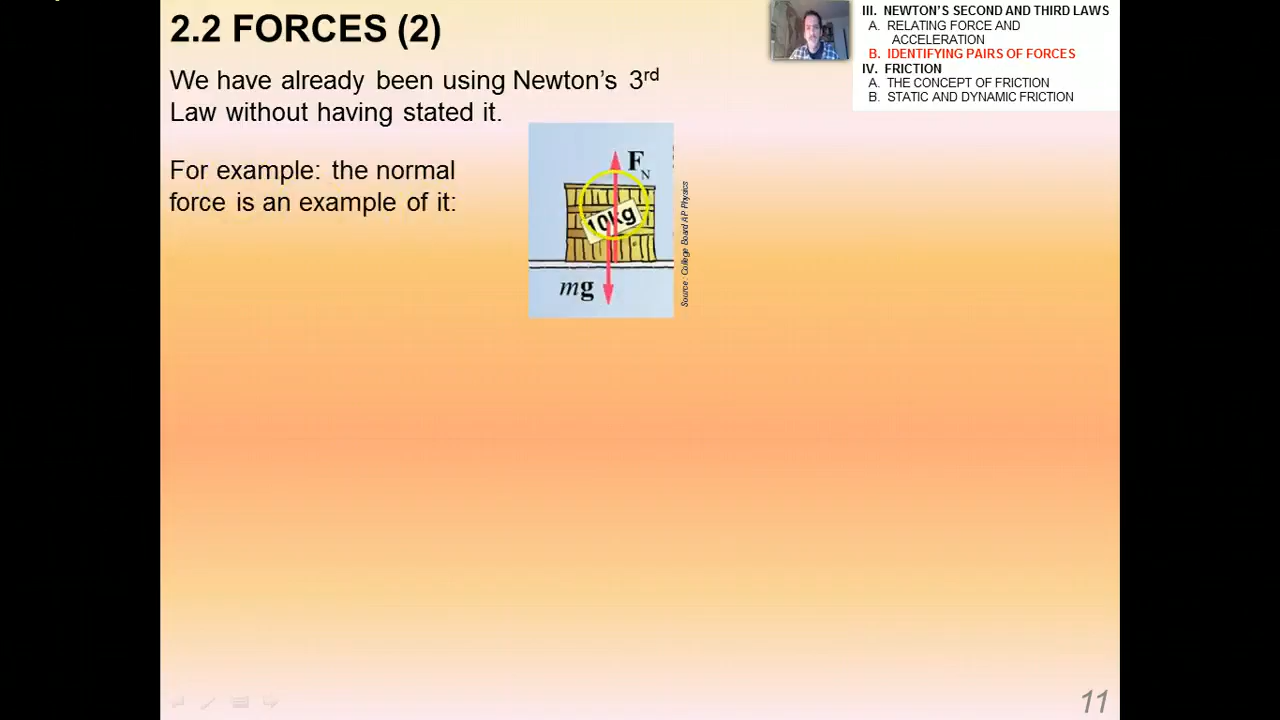 2.2 FORCES (2)
III. NEWTON'S SECOND AND THIRD LAWS
A. RELATING FORCE AND
ACCELERATION
B. IDENTIFYING PAIRS OF FORCES
IV. FRICTION
A. THE CONCEPT OF FRICTION
B. STATIC AND DYNAMIC FRICTION
We have already been using Newton's 3rd
Law without having stated it.
For example: the normal
force is an example of it:
FN
10kg
mg
Source: College Board AP Physics
11